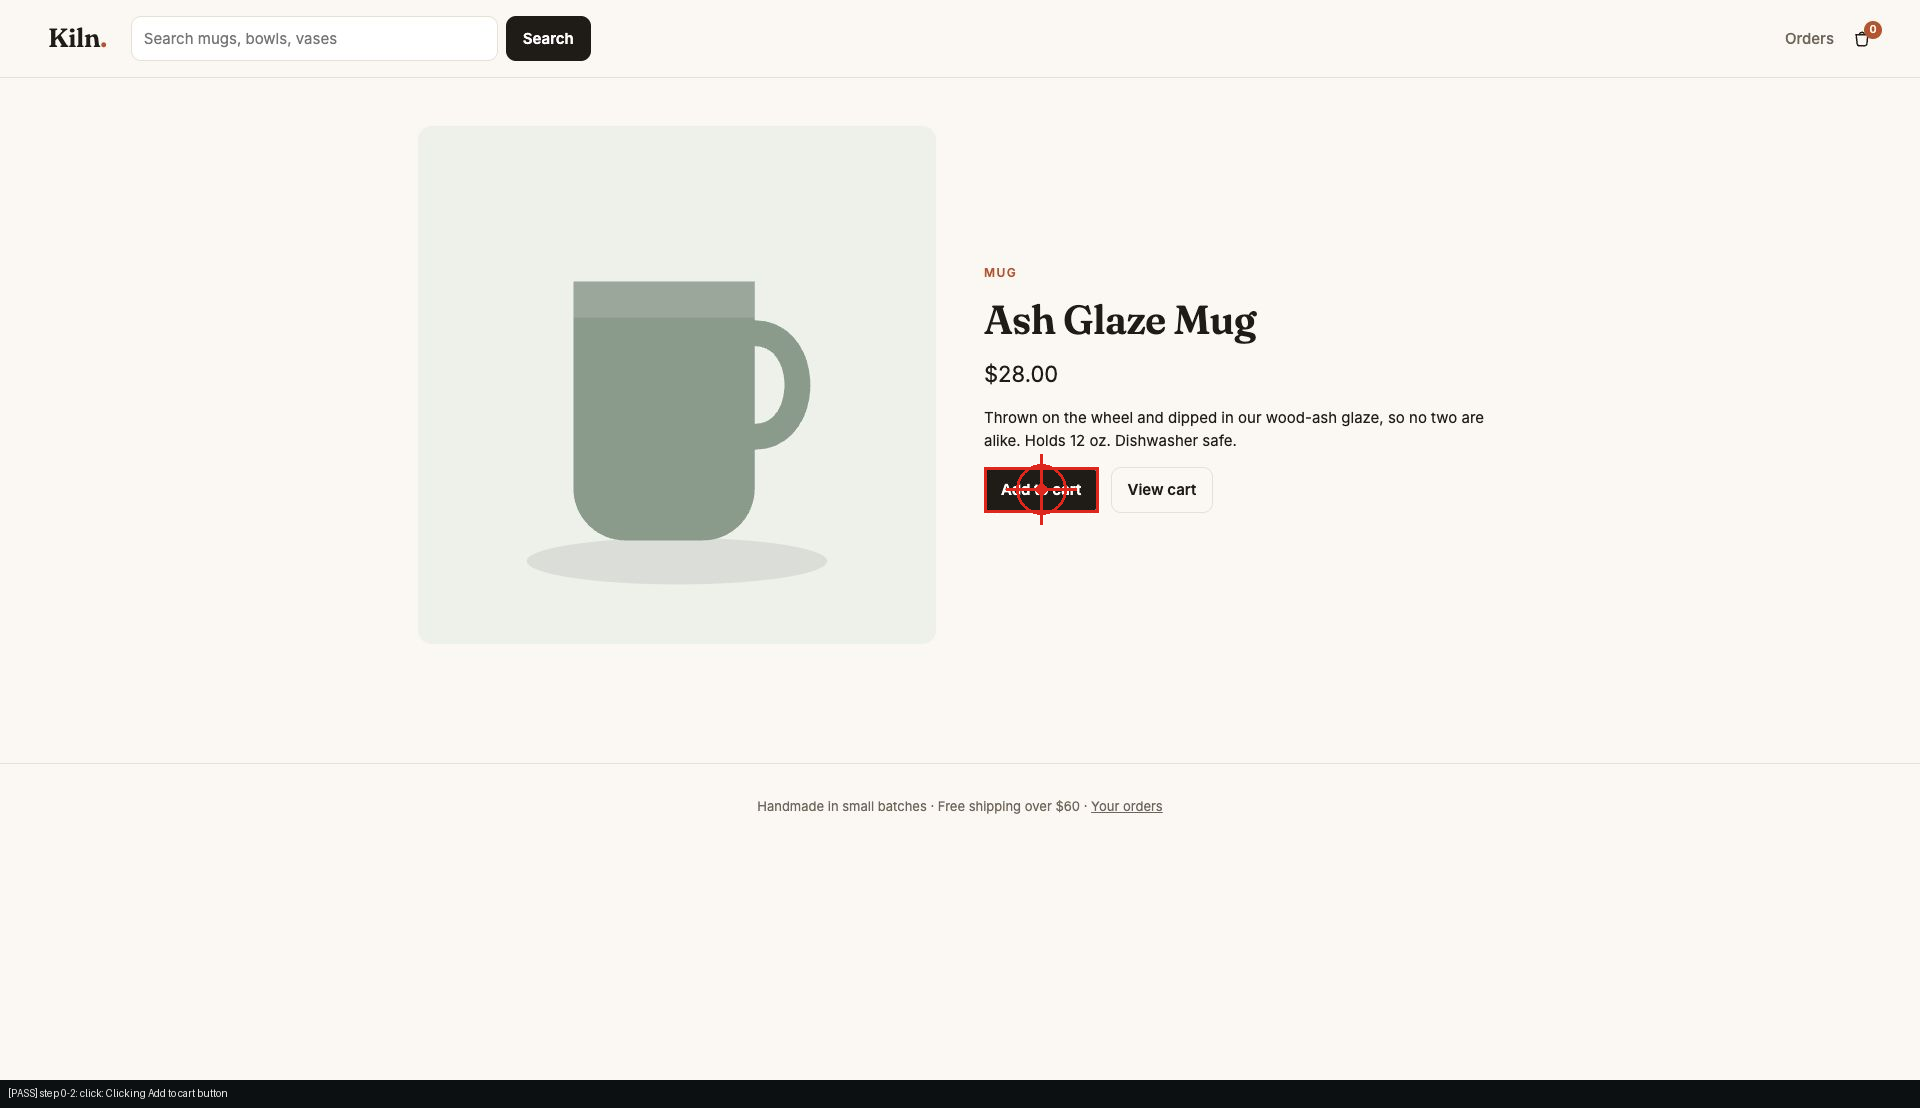 Kiln.
Search mugs, bowls, vases
Search
Orders
0
MUG
Ash Glaze Mug
$28.00
Thrown on the wheel and dipped in our wood-ash glaze, so no two are
alike. Holds 12 oz. Dishwasher safe.
Add to cart
View cart
Handmade in small batches · Free shipping over $60 · Your orders
[PASS] step 0-2: click: Clicking Add to cart button